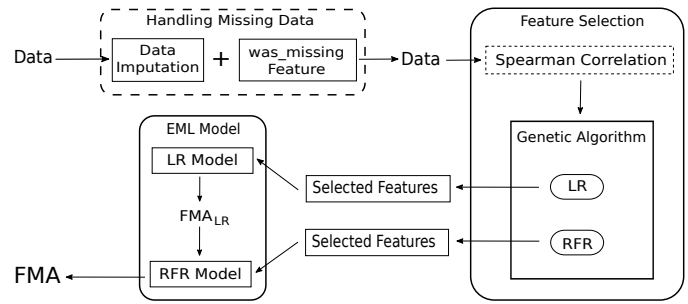 Handling Missing Data
Data
Data
Imputation
+
was_missing
Feature
Data
Feature Selection
Spearman Correlation
Genetic Algorithm
LR
RFR
Selected Features
Selected Features
EML Model
LR Model
FMA_LR
RFR Model
FMA